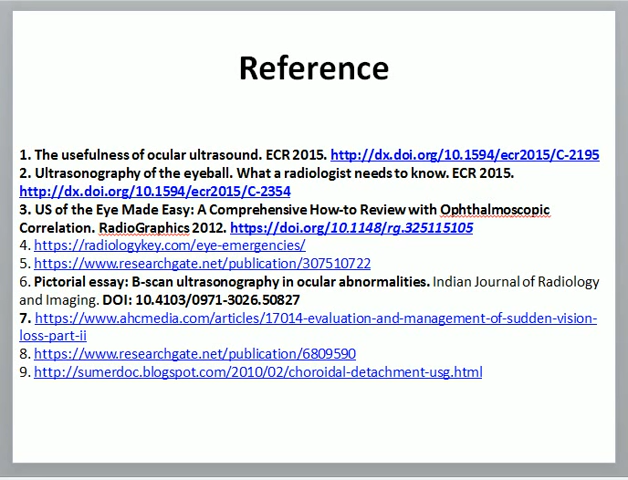 Reference
1. The usefulness of ocular ultrasound. ECR 2015. http://dx.doi.org/10.1594/ecr2015/C-2195
2. Ultrasonography of the eyeball. What a radiologist needs to know. ECR 2015.
http://dx.doi.org/10.1594/ecr2015/C-2354
3. US of the Eye Made Easy: A Comprehensive How-to Review with Ophthalmoscopic
Correlation. RadioGraphics 2012. https://doi.org/10.1148/rg.325115105
4. https://radiologykey.com/eye-emergencies/
5. https://www.researchgate.net/publication/307510722
6. Pictorial essay: B-scan ultrasonography in ocular abnormalities. Indian Journal of Radiology
and Imaging. DOI: 10.4103/0971-3026.50827
7. https://www.ahcmedia.com/articles/17014-evaluation-and-management-of-sudden-vision-
loss-part-ii
8. https://www.researchgate.net/publication/6809590
9. http://sumerdoc.blogspot.com/2010/02/choroidal-detachment-usg.html